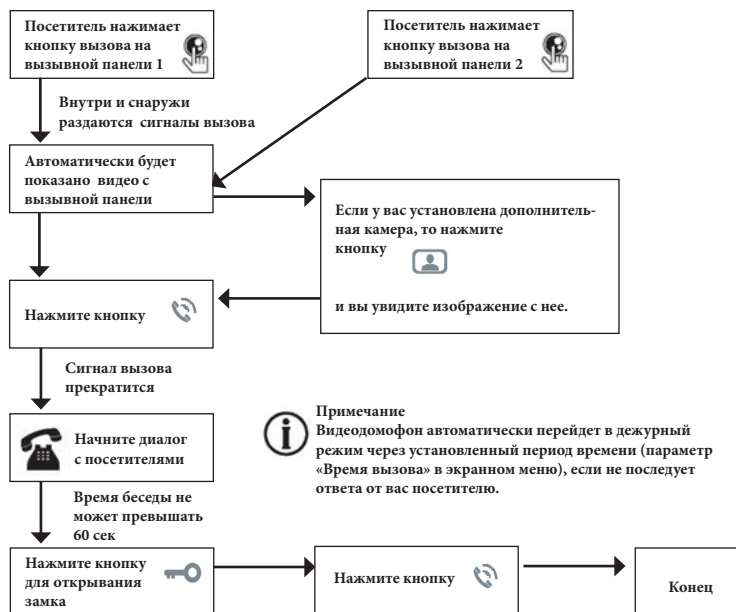 Посетитель нажимает
кнопку вызова на
вызывной панели 1
Посетитель нажимает
кнопку вызова на
вызывной панели 2
Внутри и снаружи
раздаются сигналы вызова
Автоматически будет
показано видео с
вызывной панели
Если у вас установлена дополнитель-
ная камера, то нажмите
кнопку
и вы увидите изображение с нее.
Нажмите кнопку
Сигнал вызова
прекратится
Начните диалог
с посетителями
Примечание
Видеодомофон автоматически перейдет в дежурный
режим через установленный период времени (параметр
«Время вызова» в экранном меню), если не последует
ответа от вас посетителю.
Время беседы не
может превышать
60 сек
Нажмите кнопку
для открывания
замка
Нажмите кнопку
Конец